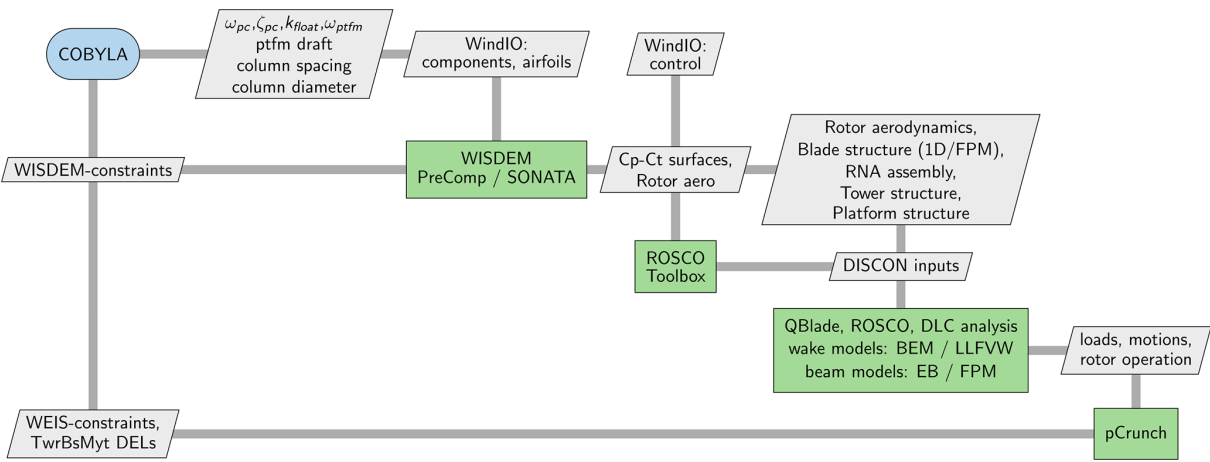 COBYLA
ω_pc,ζ_pc,k_float,ω_ptfm
ptfm draft
column spacing
column diameter
WindIO:
components, airfoils
WindIO:
control
WISDEM-constraints
WISDEM
PreComp / SONATA
Cp-Ct surfaces,
Rotor aero
Rotor aerodynamics,
Blade structure (1D/FPM),
RNA assembly,
Tower structure,
Platform structure
ROSCO
Toolbox
DISCON inputs
QBlade, ROSCO, DLC analysis
wake models: BEM / LLFVW
beam models: EB / FPM
loads, motions,
rotor operation
WEIS-constraints,
TwrBsMyt DELs
pCrunch